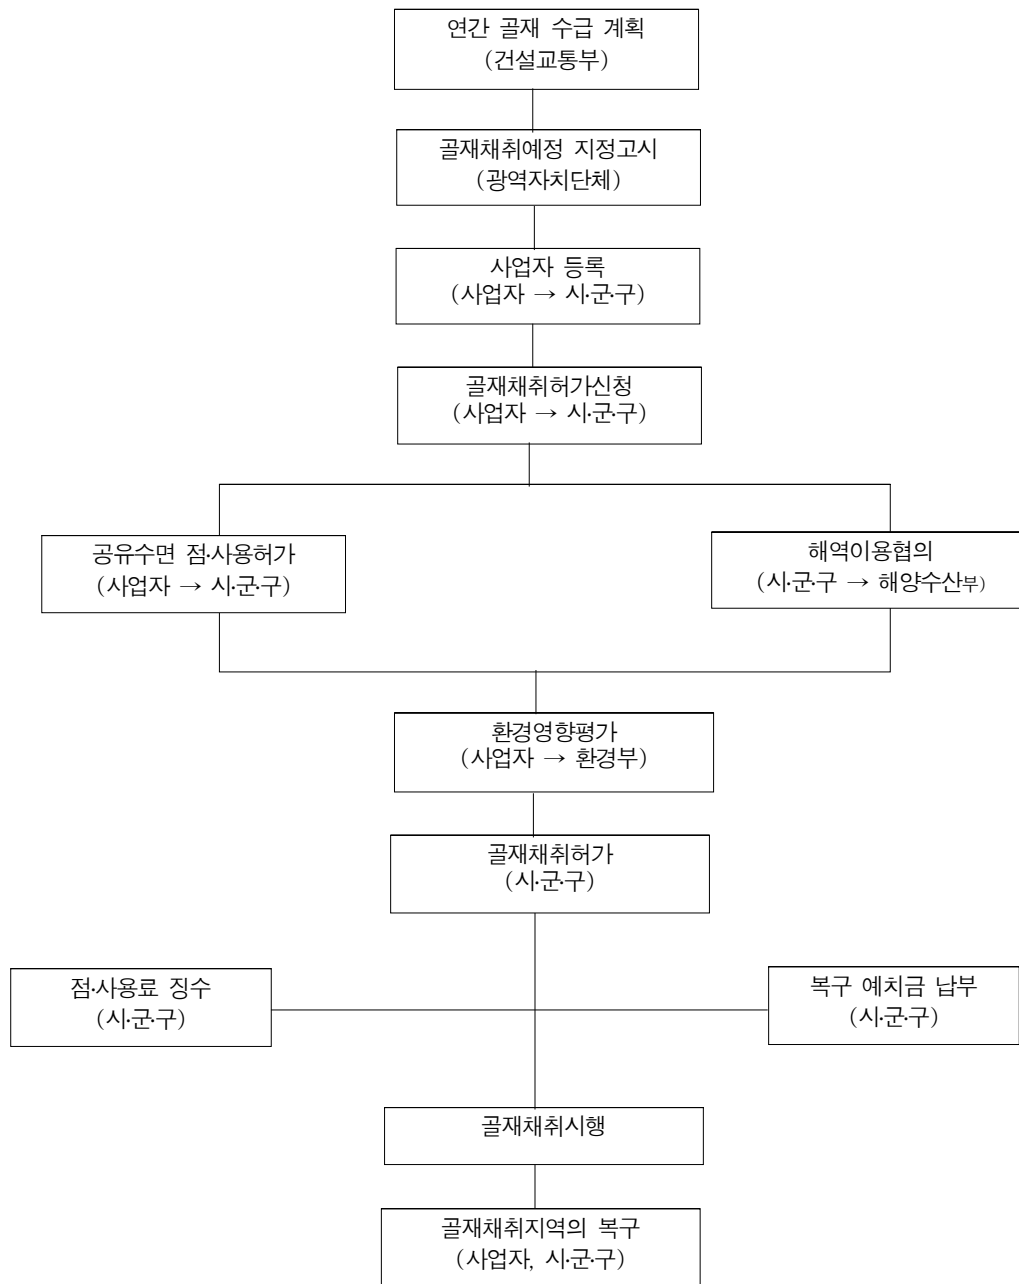 연간 골재 수급 계획
(건설교통부)
골재채취예정 지정고시
(광역자치단체)
사업자 등록
(사업자 → 시·군·구)
골재채취허가신청
(사업자 → 시·군·구)
공유수면 점·사용허가
(사업자 → 시·군·구)
해역이용협의
(시·군·구 → 해양수산부)
환경영향평가
(사업자 → 환경부)
골재채취허가
(시·군·구)
점·사용료 징수
(시·군·구)
복구 예치금 납부
(시·군·구)
골재채취시행
골재채취지역의 복구
(사업자, 시·군·구)